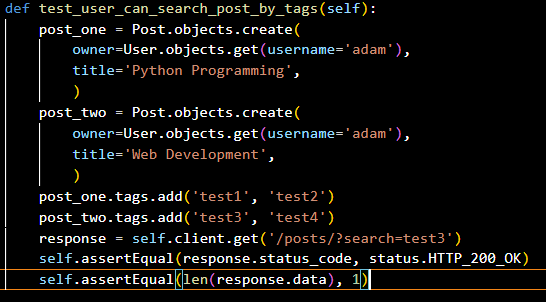 def test_user_can_search_post_by_tags(self):
    post_one = Post.objects.create(
        owner=User.objects.get(username='adam'),
        title='Python Programming',
        )
    post_two = Post.objects.create(
        owner=User.objects.get(username='adam'),
        title='Web Development',
        )
    post_one.tags.add('test1', 'test2')
    post_two.tags.add('test3', 'test4')
    response = self.client.get('/posts/?search=test3')
    self.assertEqual(response.status_code, status.HTTP_200_OK)
    self.assertEqual(len(response.data), 1)